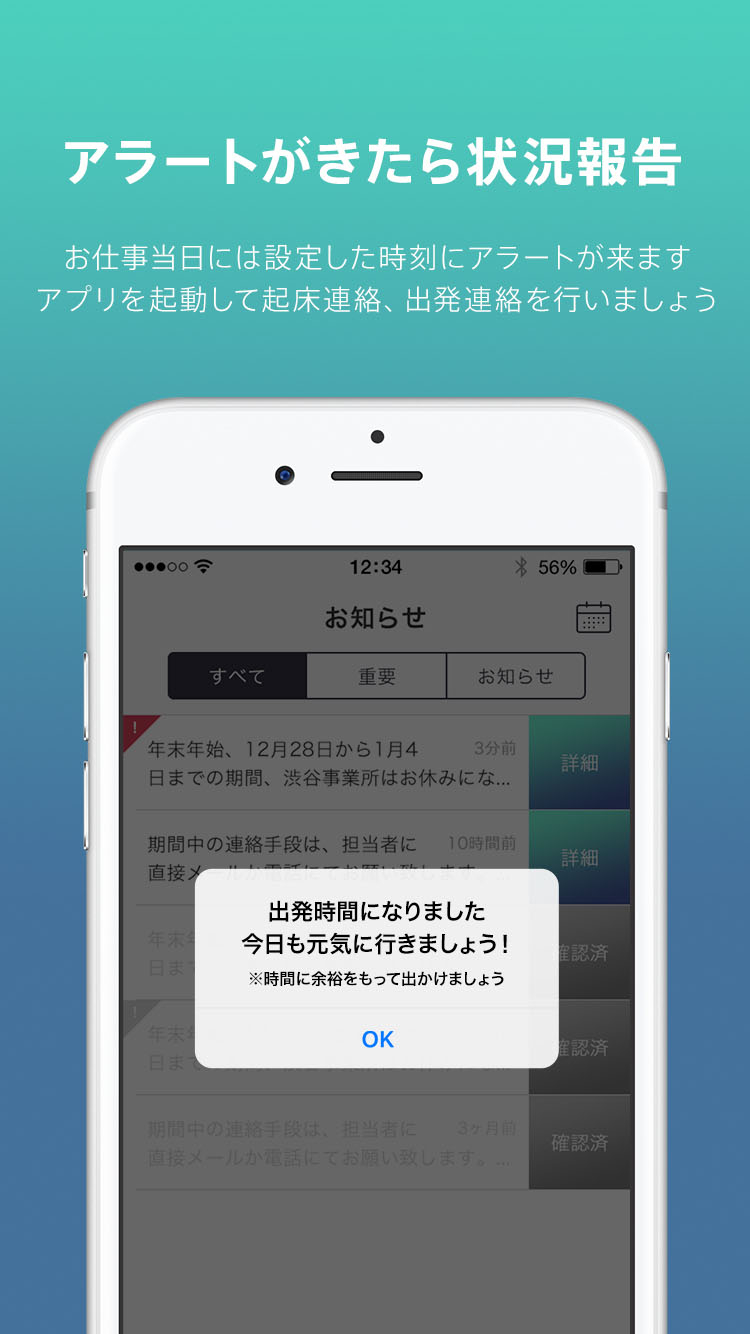 アラートがきたら状況報告
お仕事当日には設定した時刻にアラートが来ます
アプリを起動して起床連絡、出発連絡を行いましょう
12:34
56%
お知らせ
すべて
重要
お知らせ
!
年末年始、12月28日から1月4
3分前
日までの期間、渋谷事業所はお休みにな...
詳細
期間中の連絡手段は、担当者に
10時間前
直接メールか電話にてお願い致します。...
詳細
出発時間になりました
今日も元気に行きましょう!
※時間に余裕をもって出かけましょう
OK
年末
日ま
確認済
!
年末
日ま
確認済
期間中の連絡手段は、担当者に
3ヶ月前
直接メールか電話にてお願い致します。...
確認済